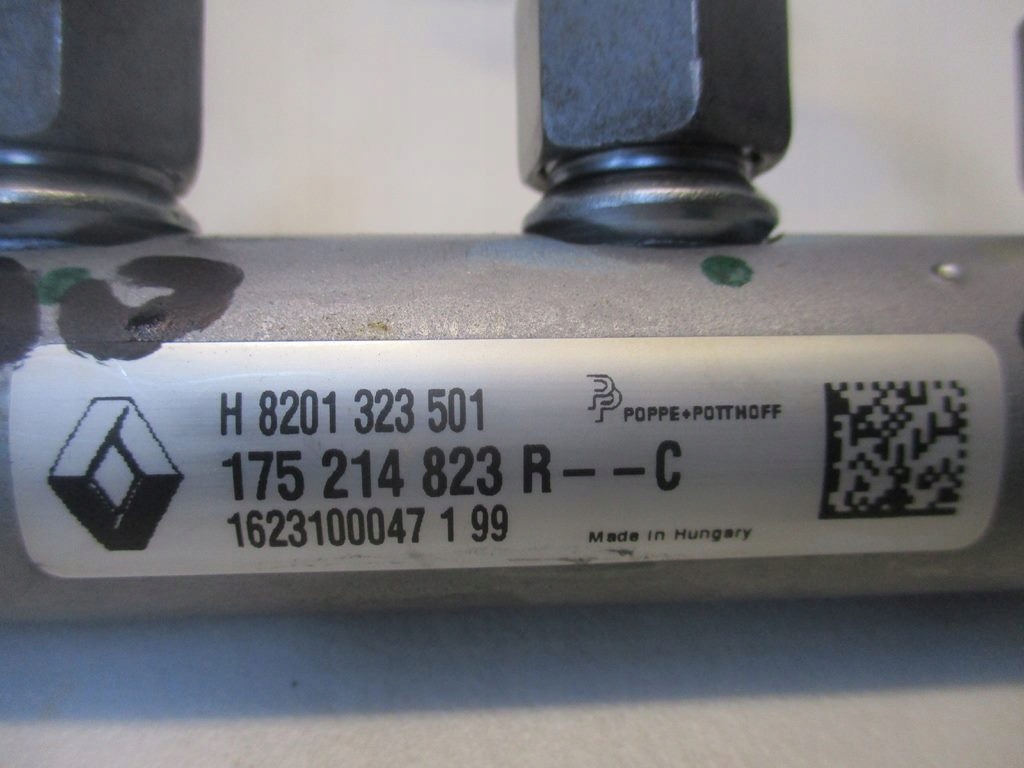 H 8201 323 501
POPPE+POTTHOFF
175 214 823 R--C
1623100047 1 99
Made in Hungary